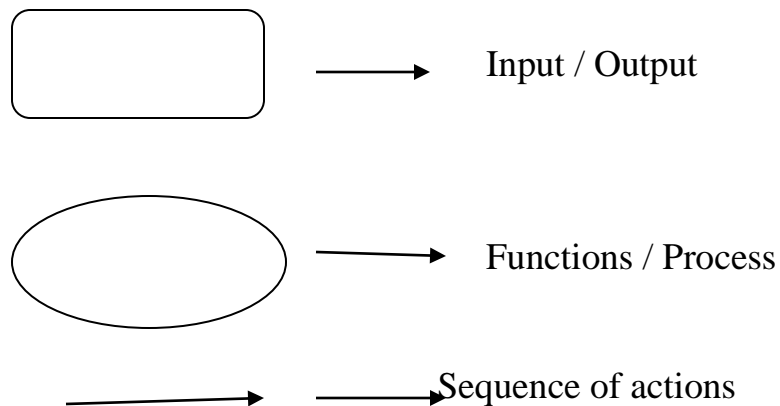 Input / Output
Functions / Process
Sequence of actions